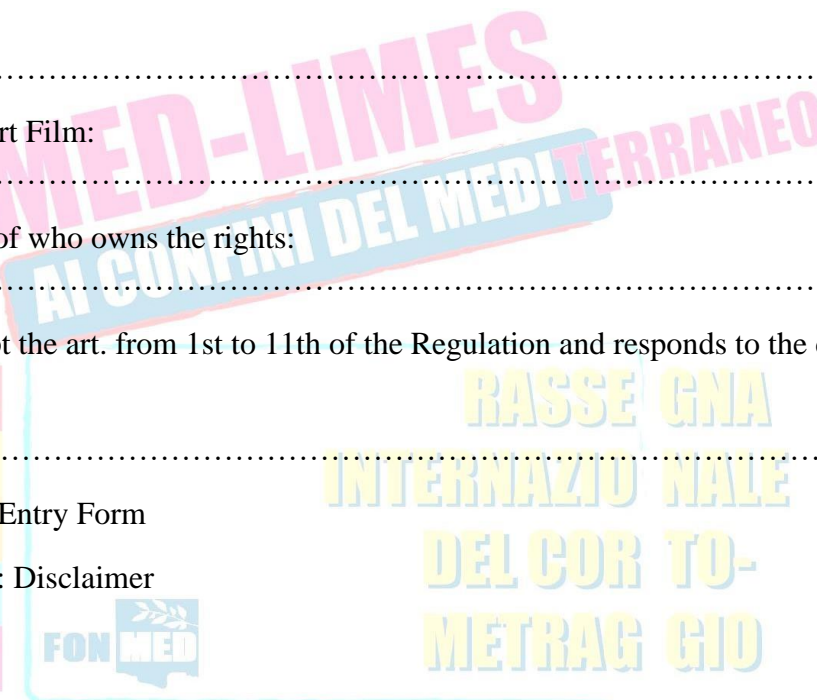 ………………………………………………………………………………
MED-LIMES
rt Film:
………………………………………………………………………………
AI CONFINI DEL MEDITERRANEO
of who owns the rights:
………………………………………………………………………………
the art. from 1st to 11th of the Regulation and responds to the
RASSE GNA
………………………………………………………………………………
INTERNAZIO NALE
Entry Form
DEL COR TO-
: Disclaimer
METRAG GIO
FON MED